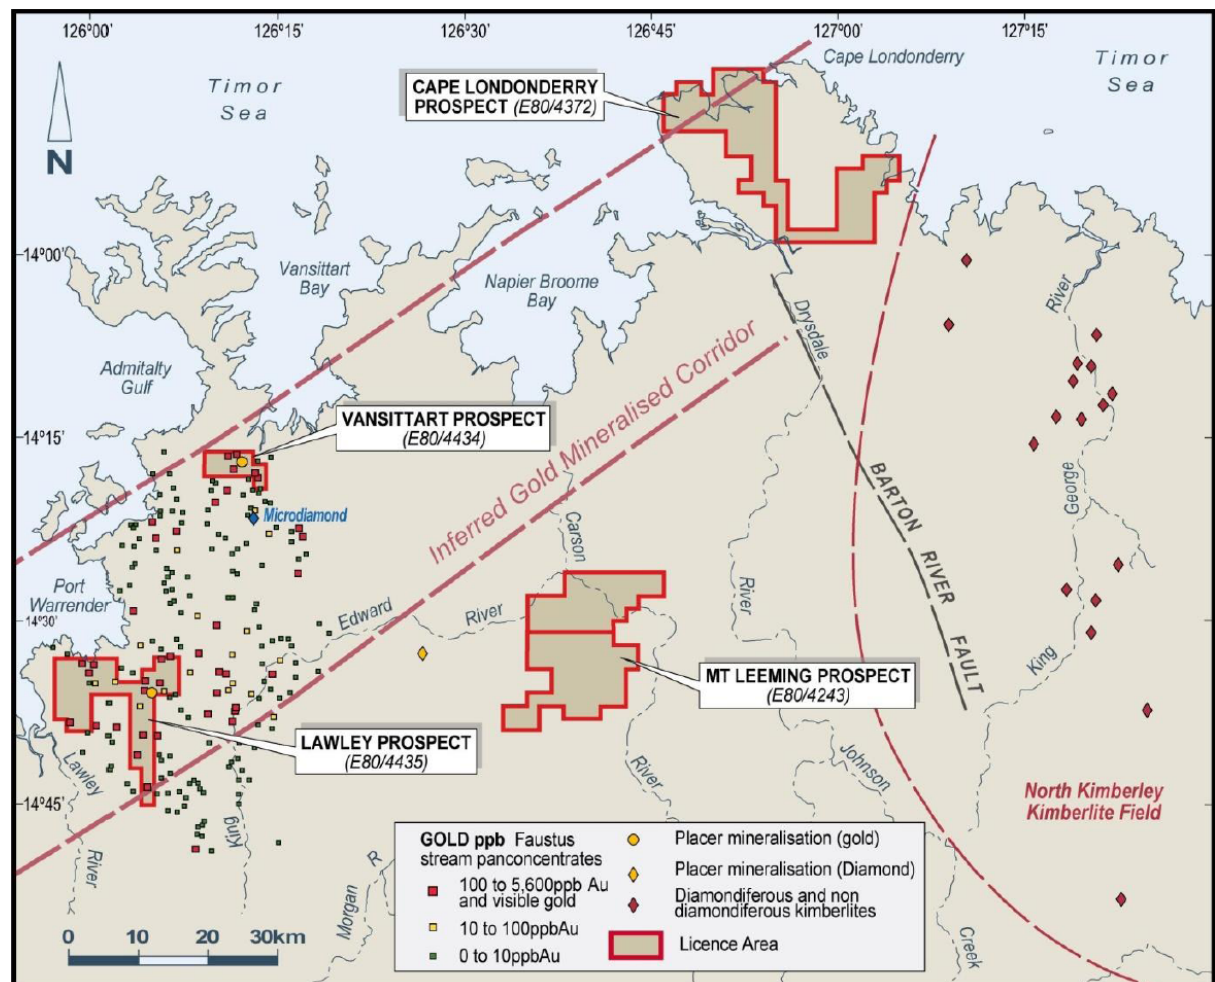 126°00'
126°15'
126°30'
126°45'
127°00'
127°15'
Timor
Sea
CAPE LONDONDERRY
PROSPECT (E80/4372)
Cape Londonderry
Timor
Sea
N
14°00'
Vansittart
Bay
Napier Broome
Bay
Drysdale
River
Admitalty
Gulf
Inferred Gold Mineralised Corridor
VANSITTART PROSPECT
(E80/4434)
14°15'
Microdiamond
BARTON RIVER FAULT
George
Carson
Port
Warrender
14°30'
Edward
River
River
King
MT LEEMING PROSPECT
(E80/4243)
LAWLEY PROSPECT
(E80/4435)
Lawley
River
King
River
Johnson
Creek
14°45'
North Kimberley
Kimberlite Field
Morgan
R
GOLD ppb Faustus
stream panconcentrates
100 to 5,600ppb Au
and visible gold
10 to 100ppbAu
0 to 10ppbAu
Placer mineralisation (gold)
Placer mineralisation (Diamond)
Diamondiferous and non
diamondiferous kimberlites
Licence Area
0 10 20 30km